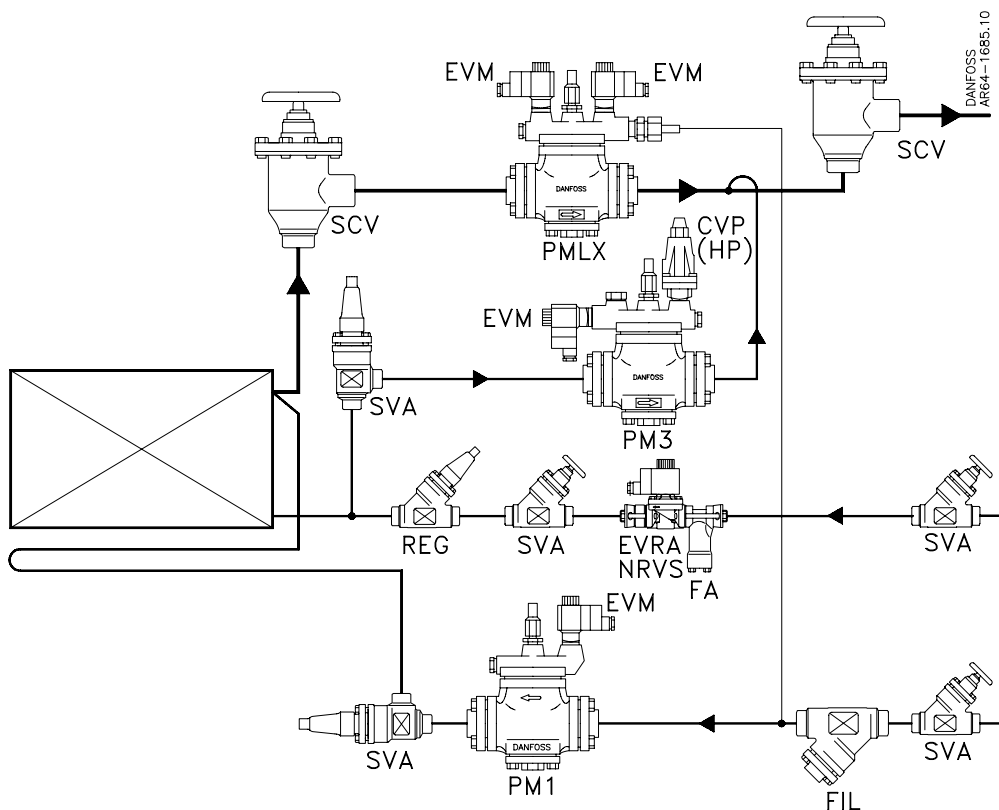 EVM
EVM
DANFOSS
AR64-1685.10
SCV
SCV
DANFOSS
PMLX
CVP
(HP)
EVM
DANFOSS
SVA
PM3
REG
SVA
EVRA
NRVS
FA
SVA
EVM
DANFOSS
SVA
PM1
FIL
SVA